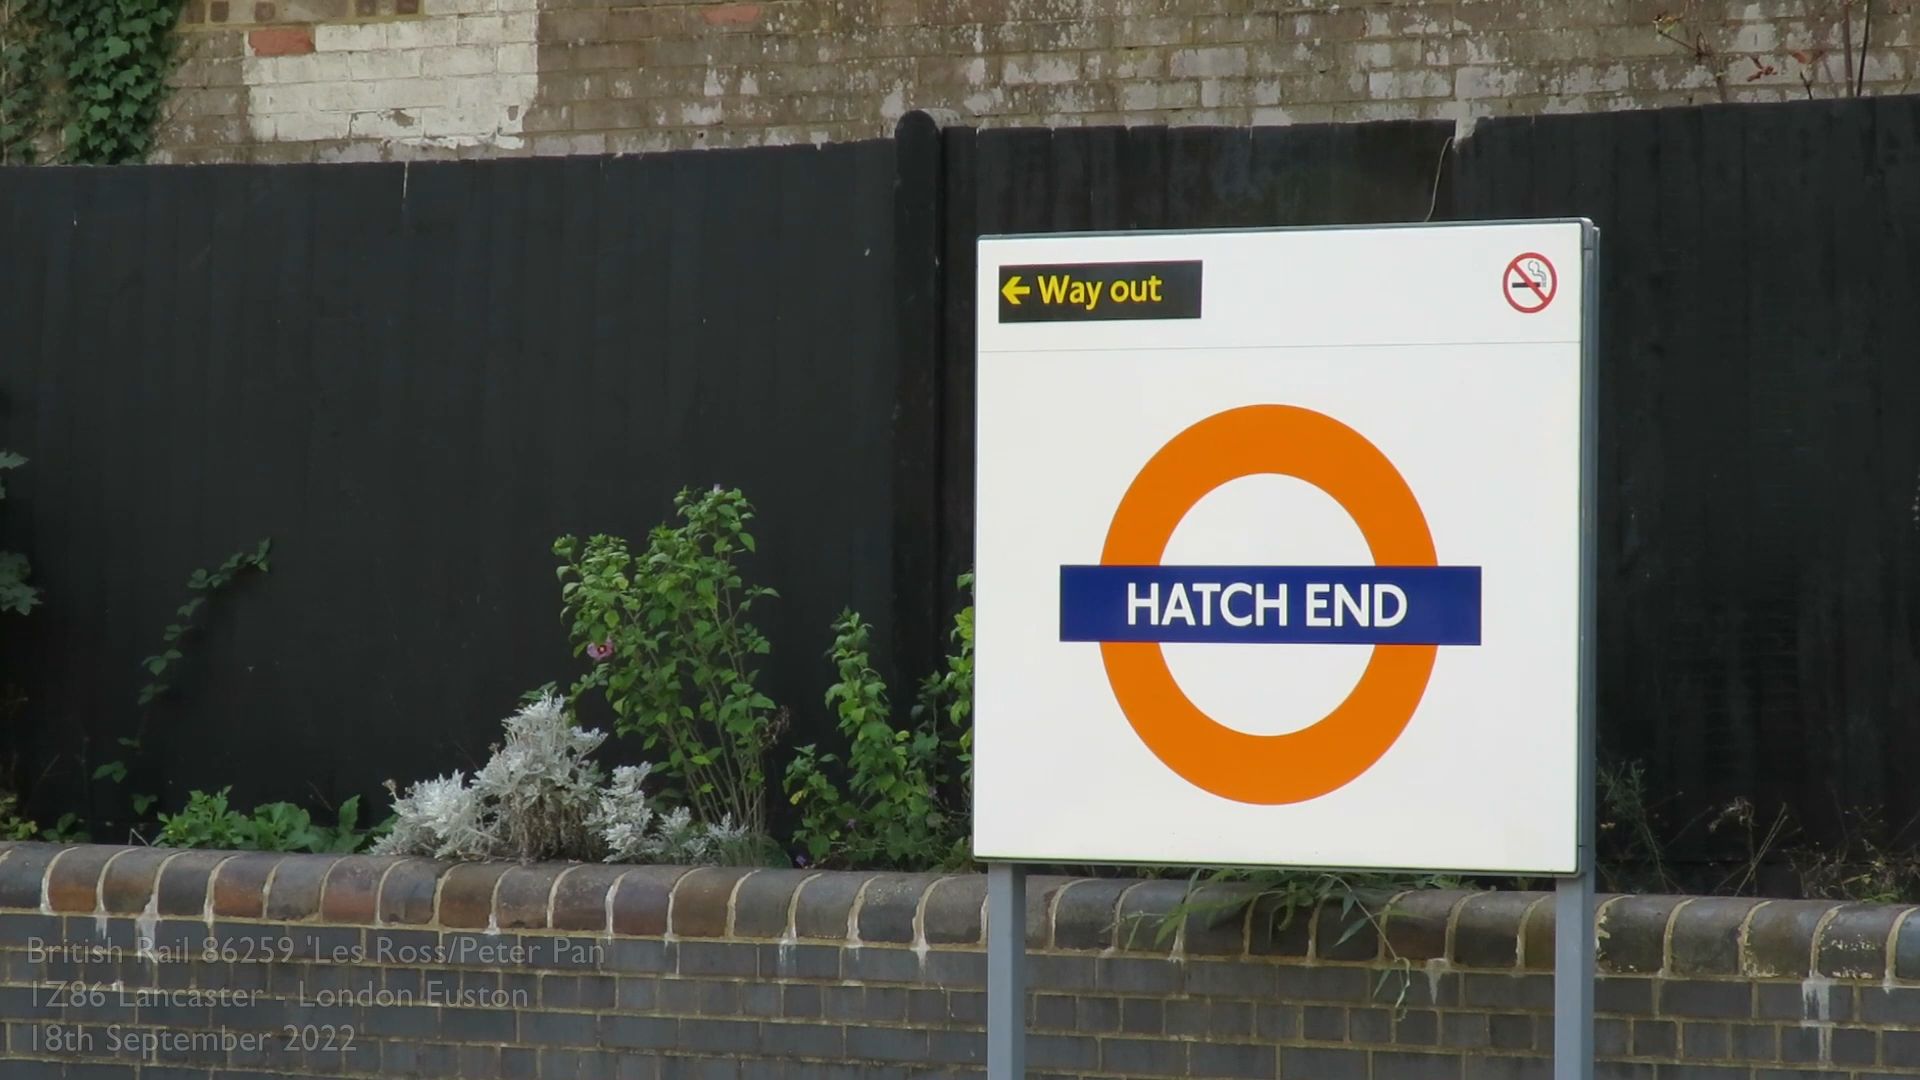 ← Way out
HATCH END
British Rail 86259 'Les Ross/Peter Pan'
1Z86 Lancaster - London Euston
18th September 2022